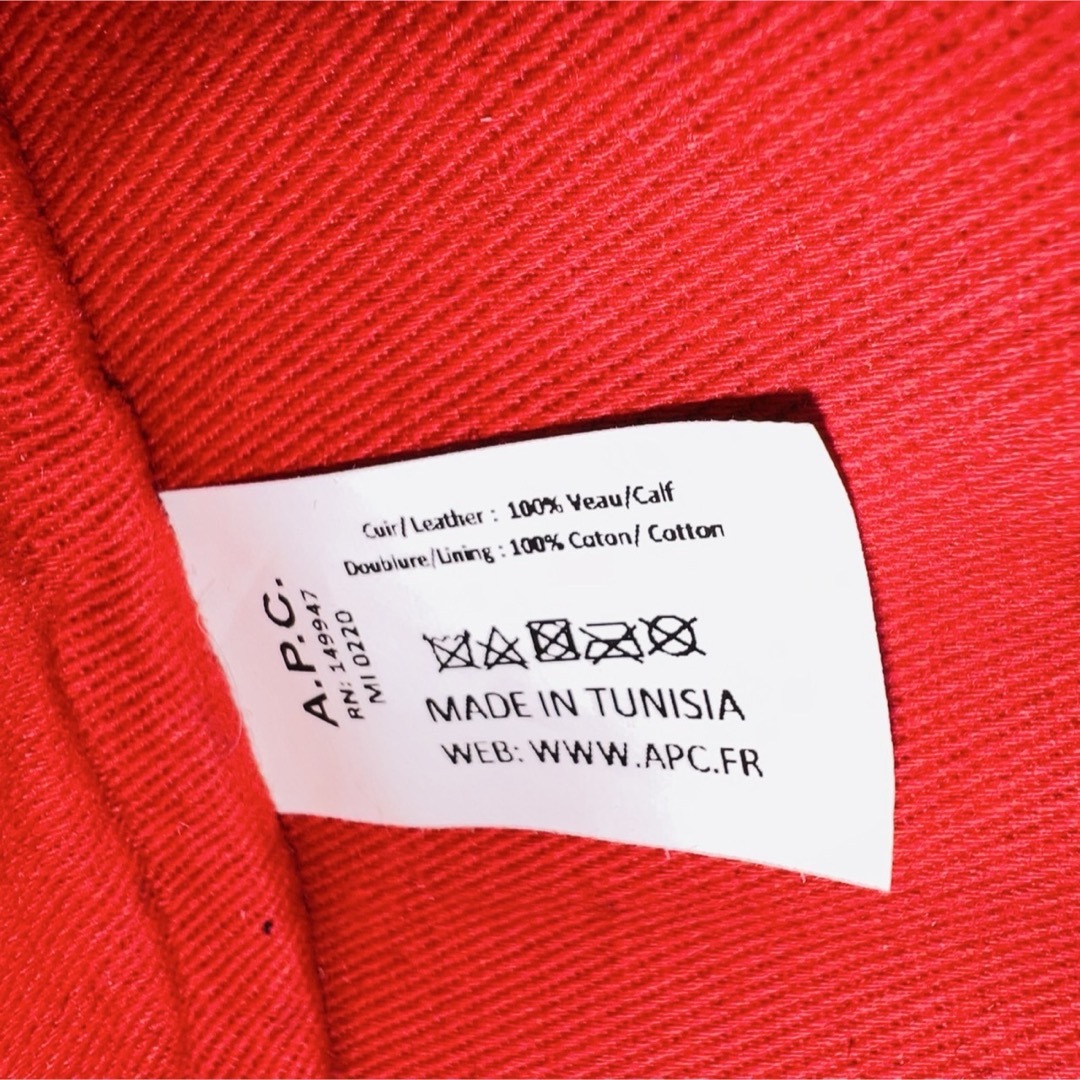 Cuir/Leather : 100% Veau/Calf
Doublure/Lining : 100% Coton/ Cotton
A.P.C.
RN: 149947
MI 0220
MADE IN TUNISIA
WEB: WWW.APC.FR